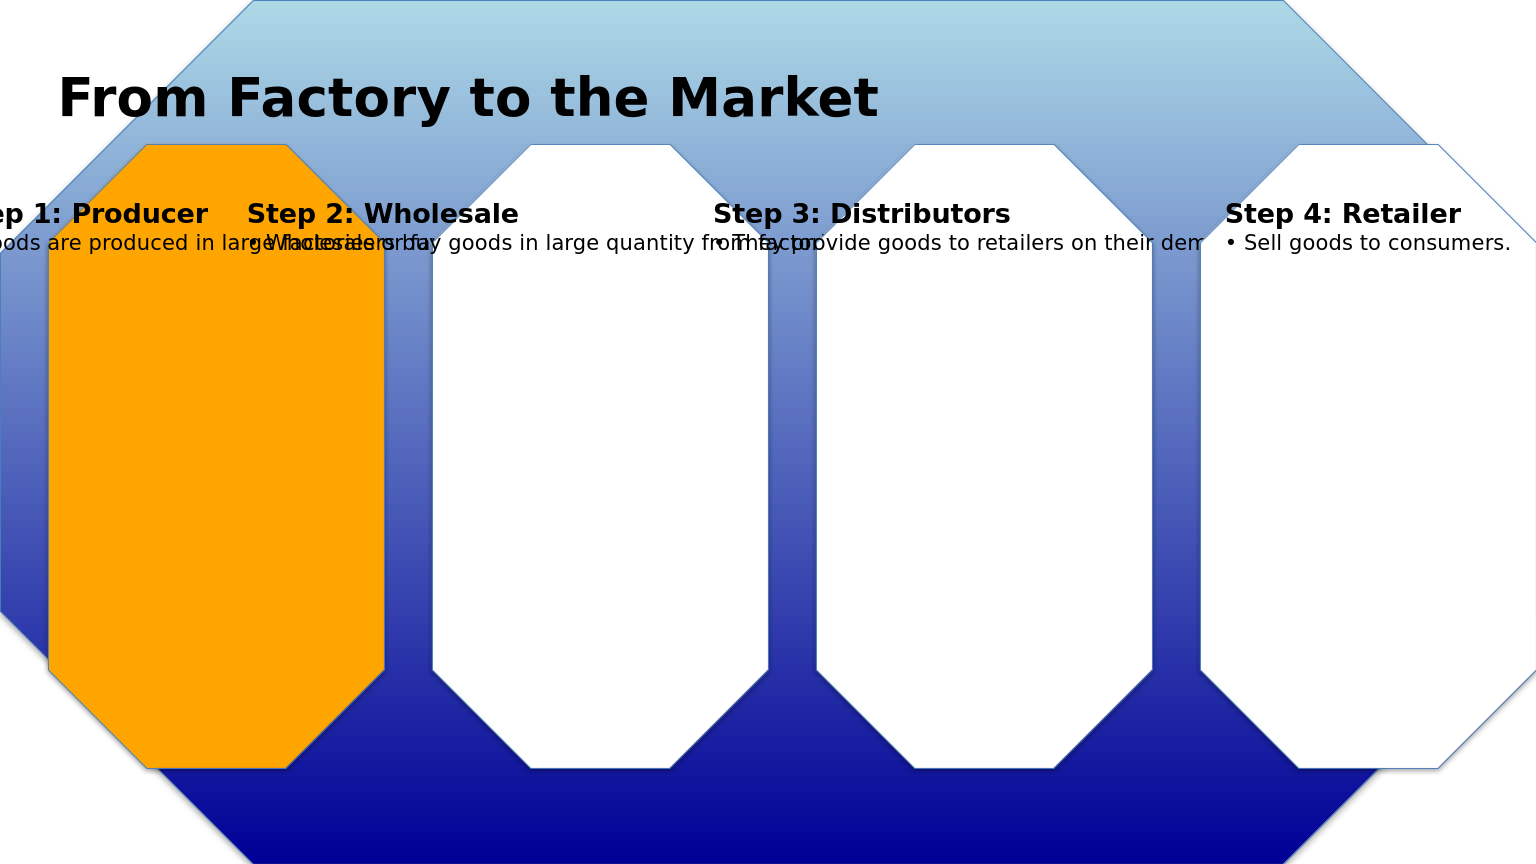 From Factory to the Market
ep 1: Producer
Step 2: Wholesale
Step 3: Distributors
Step 4: Retailer
oods are produced in large factories or fa
• Wholesalers buy goods in large quantity from
• They provide goods to retailers on their dem
• Sell goods to consumers.